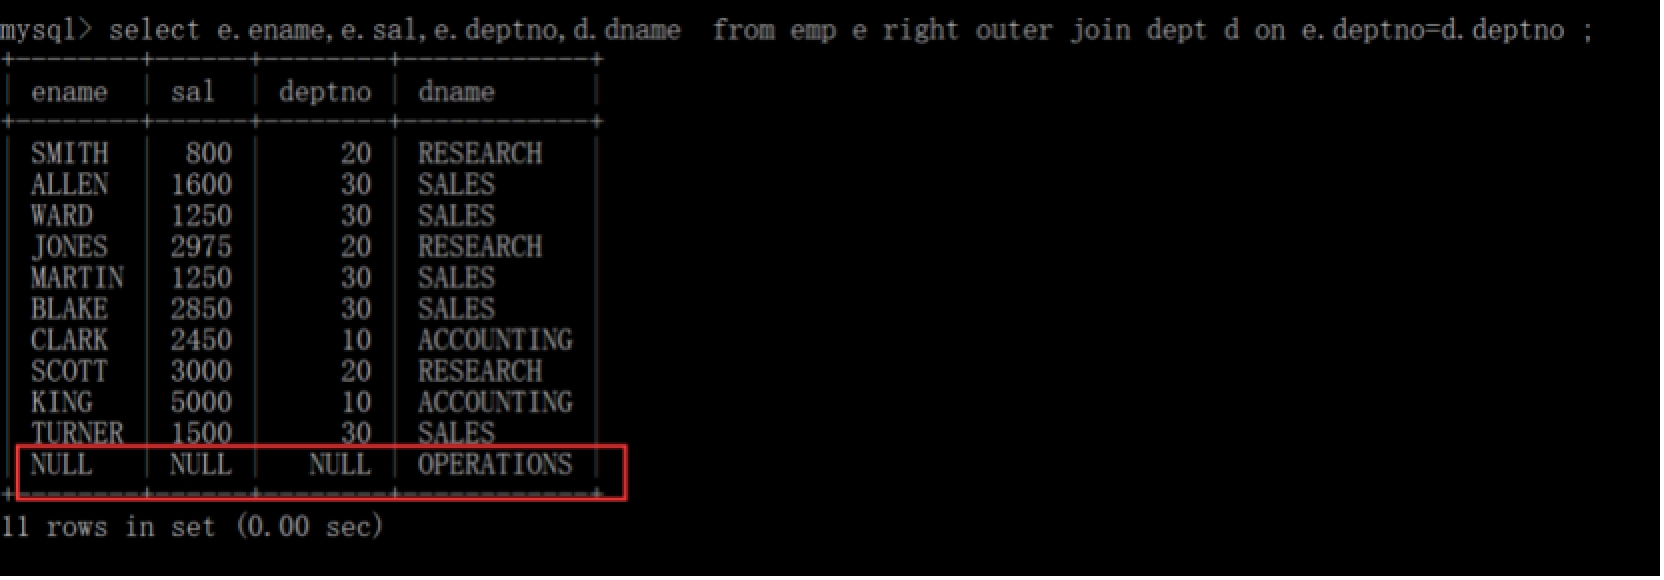 mysql> select e.ename,e.sal,e.deptno,d.dname  from emp e right outer join dept d on e.deptno=d.deptno ;
+--------+------+--------+------------+
| ename  | sal  | deptno | dname      |
+--------+------+--------+------------+
| SMITH  |  800 |     20 | RESEARCH   |
| ALLEN  | 1600 |     30 | SALES      |
| WARD   | 1250 |     30 | SALES      |
| JONES  | 2975 |     20 | RESEARCH   |
| MARTIN | 1250 |     30 | SALES      |
| BLAKE  | 2850 |     30 | SALES      |
| CLARK  | 2450 |     10 | ACCOUNTING |
| SCOTT  | 3000 |     20 | RESEARCH   |
| KING   | 5000 |     10 | ACCOUNTING |
| TURNER | 1500 |     30 | SALES      |
| NULL   | NULL |   NULL | OPERATIONS |
+--------+------+--------+------------+
11 rows in set (0.00 sec)